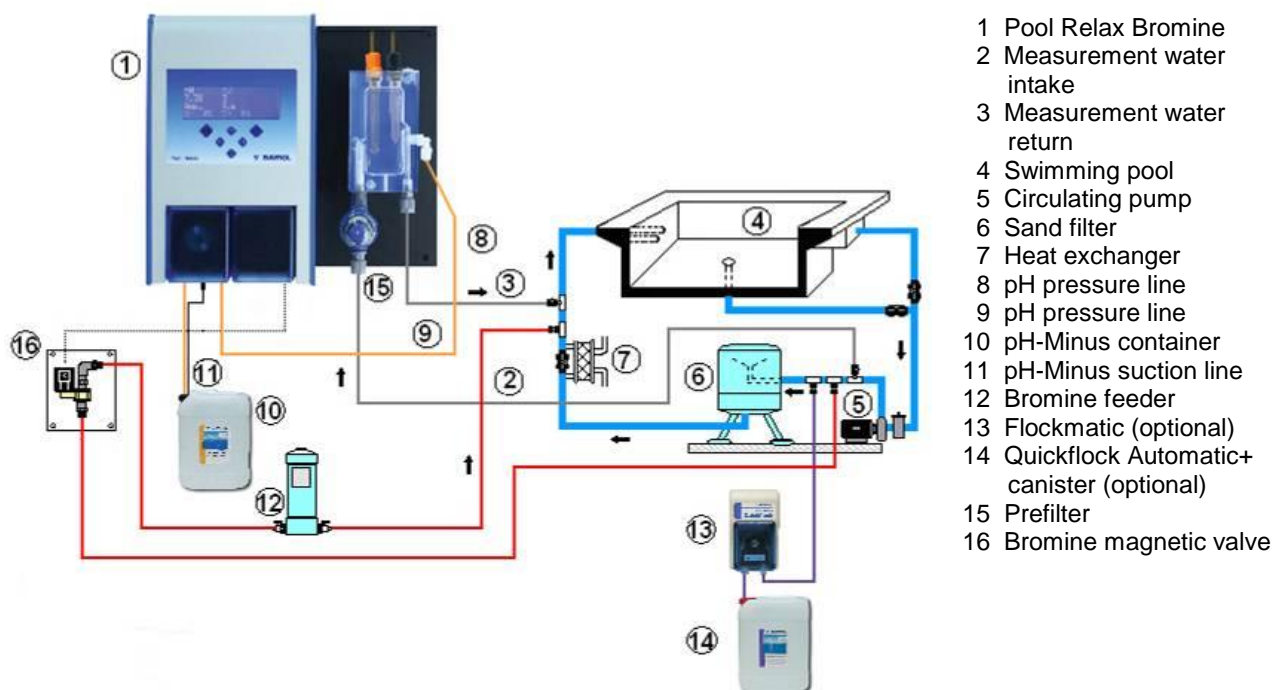 1 Pool Relax Bromine
2 Measurement water
intake
3 Measurement water
return
4 Swimming pool
5 Circulating pump
6 Sand filter
7 Heat exchanger
8 pH pressure line
9 pH pressure line
10 pH-Minus container
11 pH-Minus suction line
12 Bromine feeder
13 Flockmatic (optional)
14 Quickflock Automatic+
canister (optional)
15 Prefilter
16 Bromine magnetic valve
1
BAYROL
8
4
15
3
9
16
7
2
6
5
11
10
12
13
14